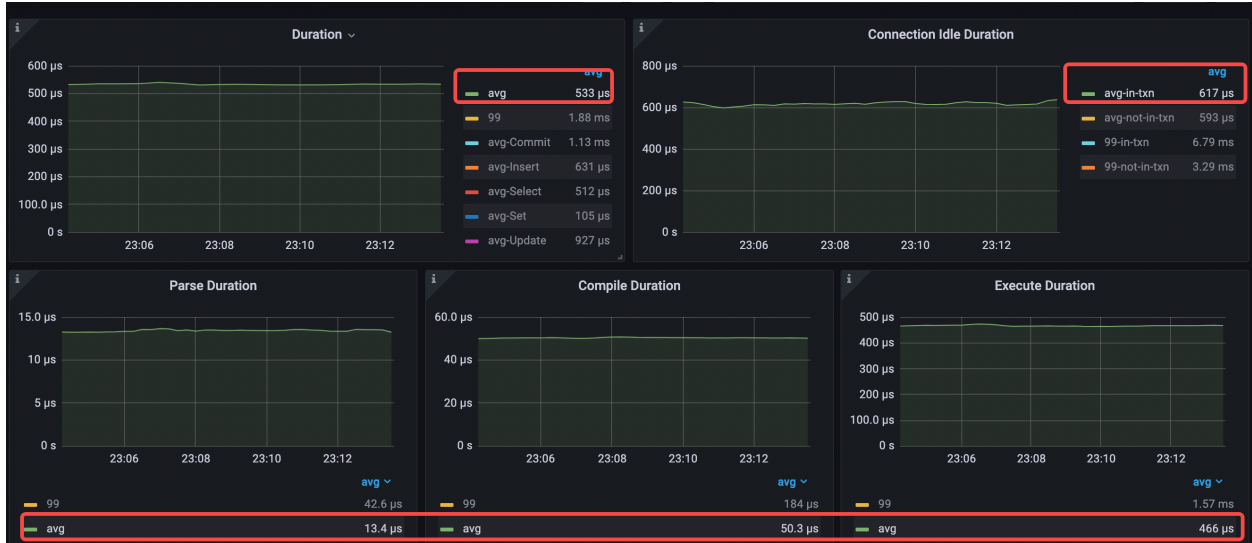 Duration
600 µs
500 µs
400 µs
300 µs
200 µs
100.0 µs
0 s
23:06 23:08 23:10 23:12
avg
avg 533 µs
99 1.88 ms
avg-Commit 1.13 ms
avg-Insert 631 µs
avg-Select 512 µs
avg-Set 105 µs
avg-Update 927 µs
Connection Idle Duration
800 µs
600 µs
400 µs
200 µs
0 s
23:06 23:08 23:10 23:12
avg
avg-in-txn 617 µs
avg-not-in-txn 593 µs
99-in-txn 6.79 ms
99-not-in-txn 3.29 ms
Parse Duration
15.0 µs
10 µs
5 µs
0 s
23:06 23:08 23:10 23:12
avg
99 42.6 µs
avg 13.4 µs
Compile Duration
60.0 µs
40 µs
20 µs
0 s
23:06 23:08 23:10 23:12
avg
99 184 µs
avg 50.3 µs
Execute Duration
500 µs
400 µs
300 µs
200 µs
100.0 µs
0 s
23:06 23:08 23:10 23:12
avg
99 1.57 ms
avg 466 µs